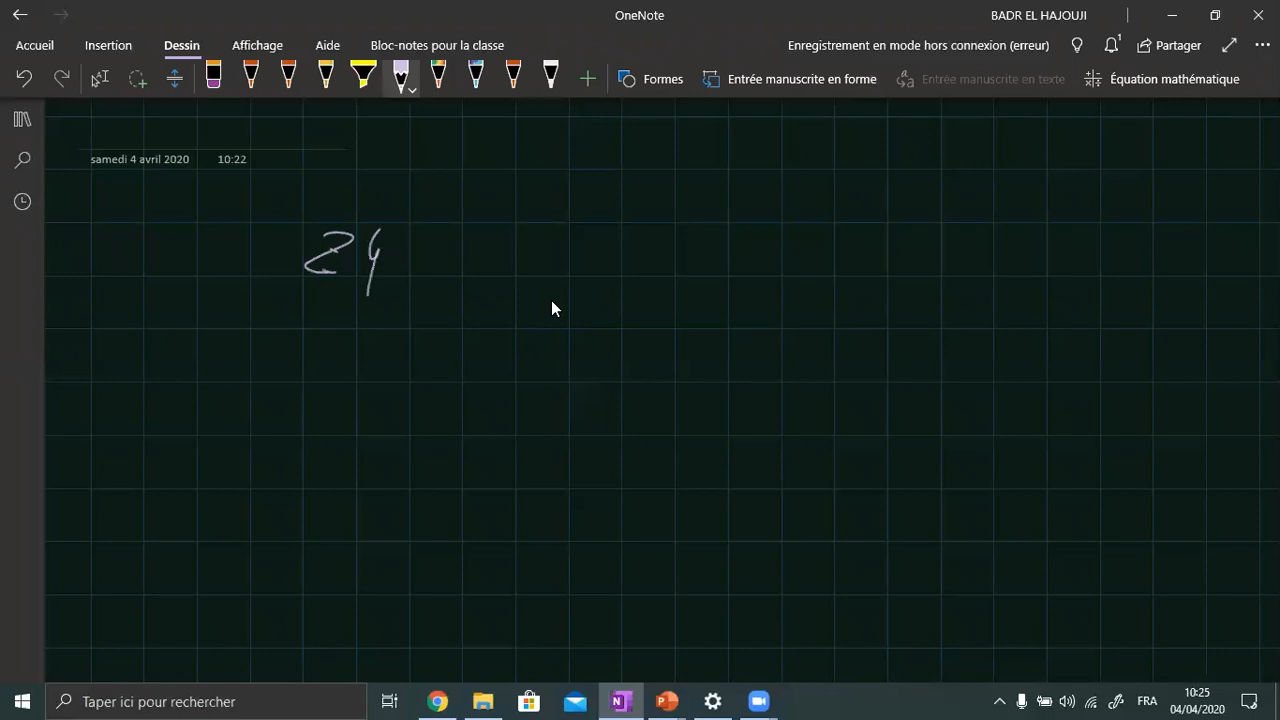 OneNote
BADR EL HAJOUJI
Accueil Insertion Dessin Affichage Aide Bloc-notes pour la classe Enregistrement en mode hors connexion (erreur) Partager
Formes Entrée manuscrite en forme Entrée manuscrite en texte Équation mathématique
samedi 4 avril 2020 10:22
24
Taper ici pour rechercher
FRA
10:25
04/04/2020